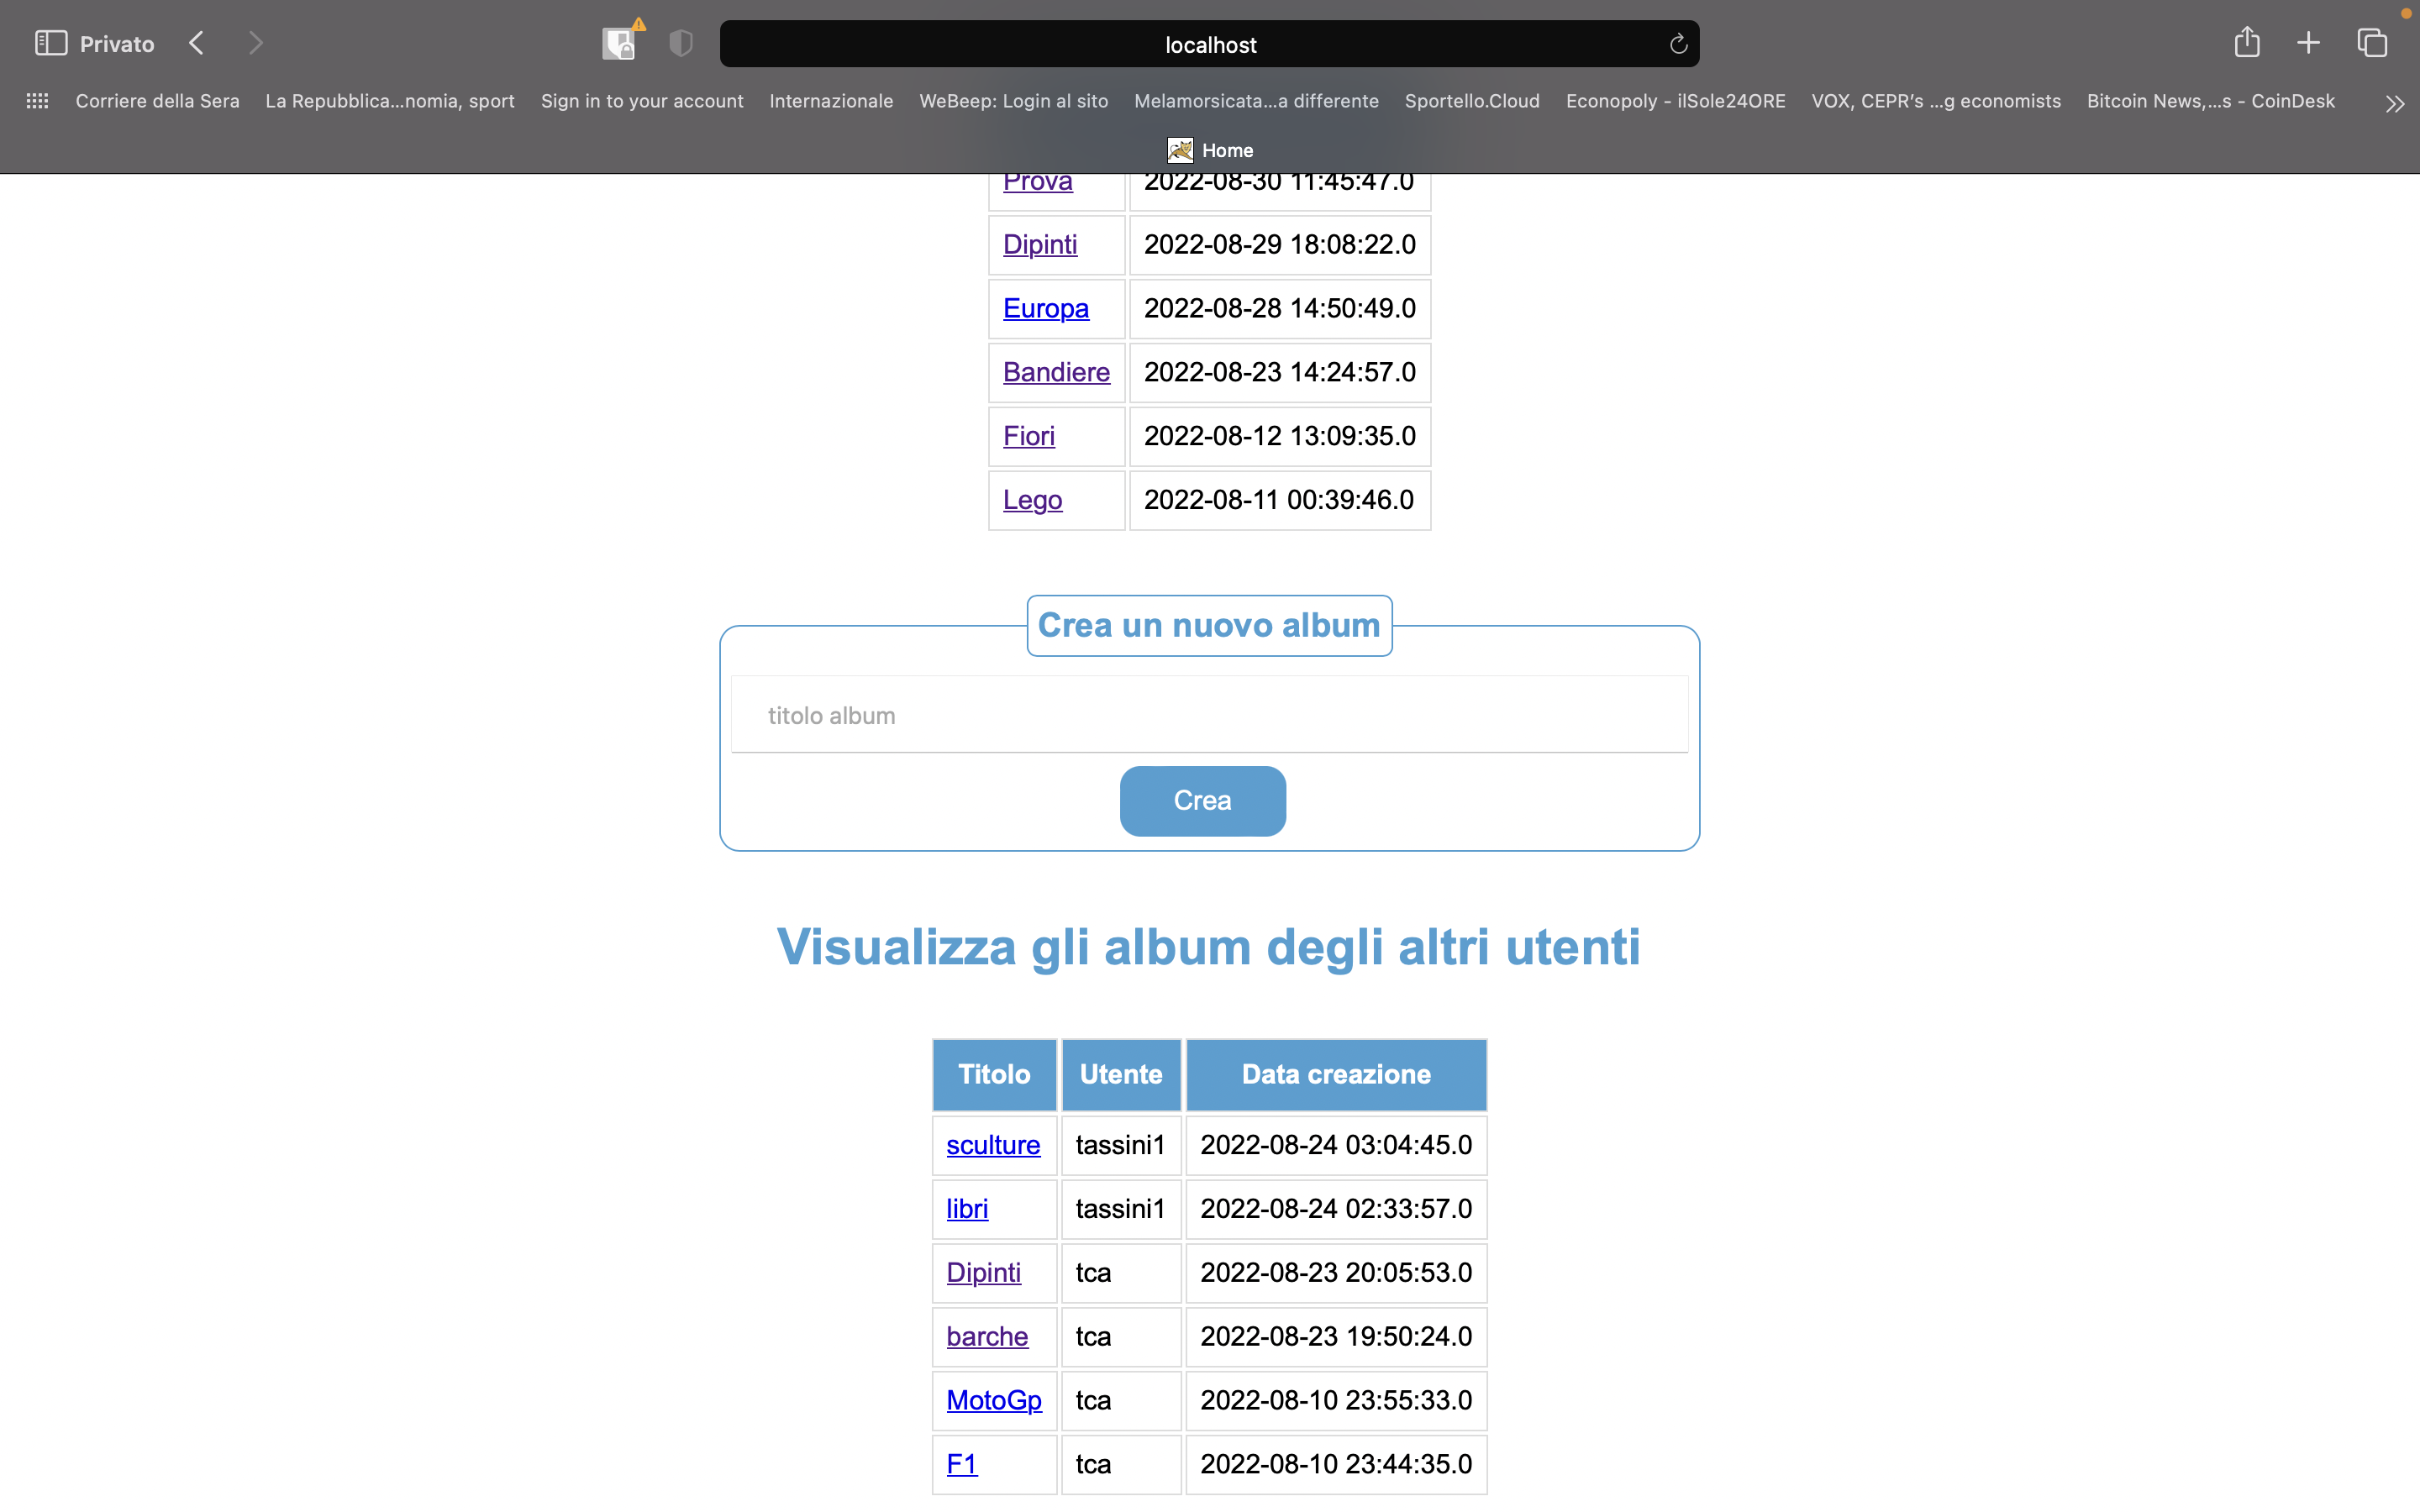 Privato
localhost
Corriere della Sera La Repubblica...nomia, sport Sign in to your account Internazionale WeBeep: Login al sito Melamorsicata...a differente Sportello.Cloud Econopoly - ilSole24ORE VOX, CEPR’s ...g economists Bitcoin News,...s - CoinDesk
Home
Prova 2022-08-30 11:45:47.0
Dipinti 2022-08-29 18:08:22.0
Europa 2022-08-28 14:50:49.0
Bandiere 2022-08-23 14:24:57.0
Fiori 2022-08-12 13:09:35.0
Lego 2022-08-11 00:39:46.0
Crea un nuovo album
titolo album
Crea
Visualizza gli album degli altri utenti
Titolo Utente Data creazione
sculture tassini1 2022-08-24 03:04:45.0
libri tassini1 2022-08-24 02:33:57.0
Dipinti tca 2022-08-23 20:05:53.0
barche tca 2022-08-23 19:50:24.0
MotoGp tca 2022-08-10 23:55:33.0
F1 tca 2022-08-10 23:44:35.0